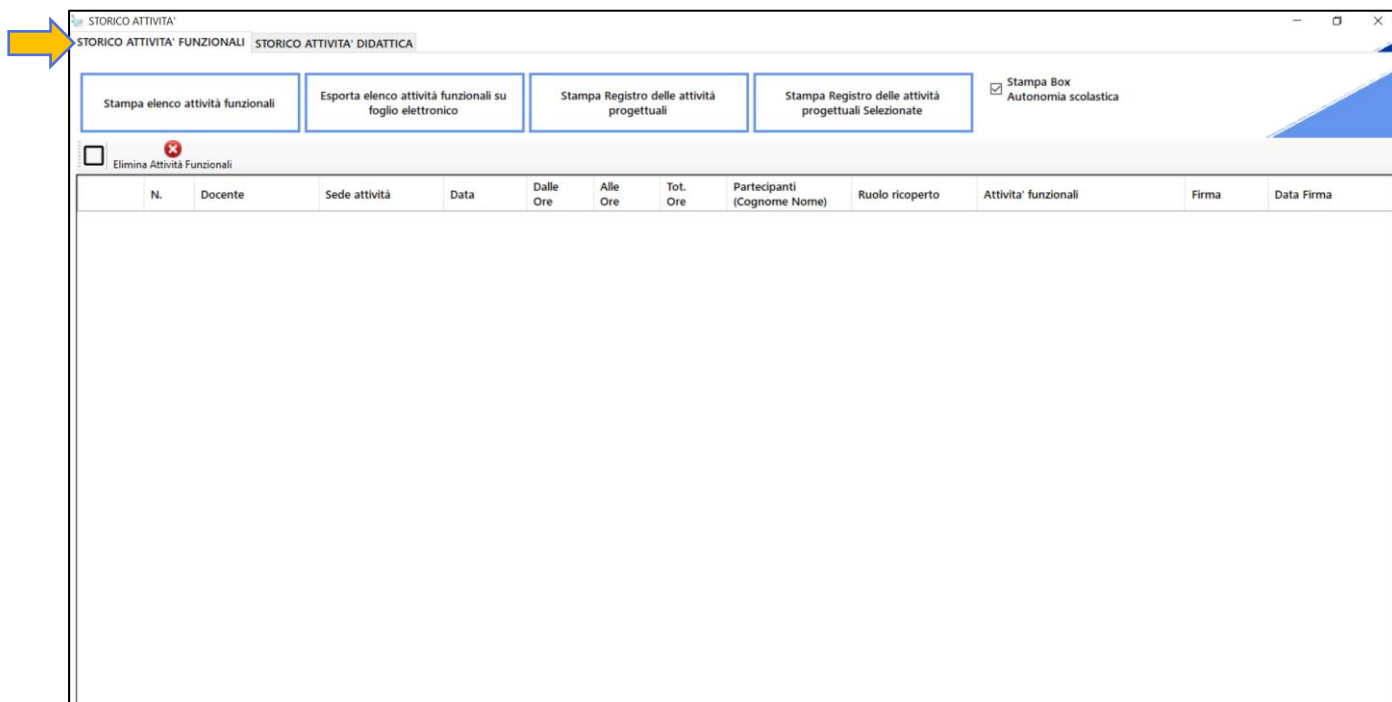 STORICO ATTIVITA'
STORICO ATTIVITA' FUNZIONALI STORICO ATTIVITA' DIDATTICA
Stampa elenco attività funzionali
Esporta elenco attività funzionali su
foglio elettronico
Stampa Registro delle attività
progettuali
Stampa Registro delle attività
progettuali Selezionate
Stampa Box
Autonomia scolastica
Elimina Attività Funzionali
N.
Docente
Sede attività
Data
Dalle
Ore
Alle
Ore
Tot.
Ore
Partecipanti
(Cognome Nome)
Ruolo ricoperto
Attivita' funzionali
Firma
Data Firma